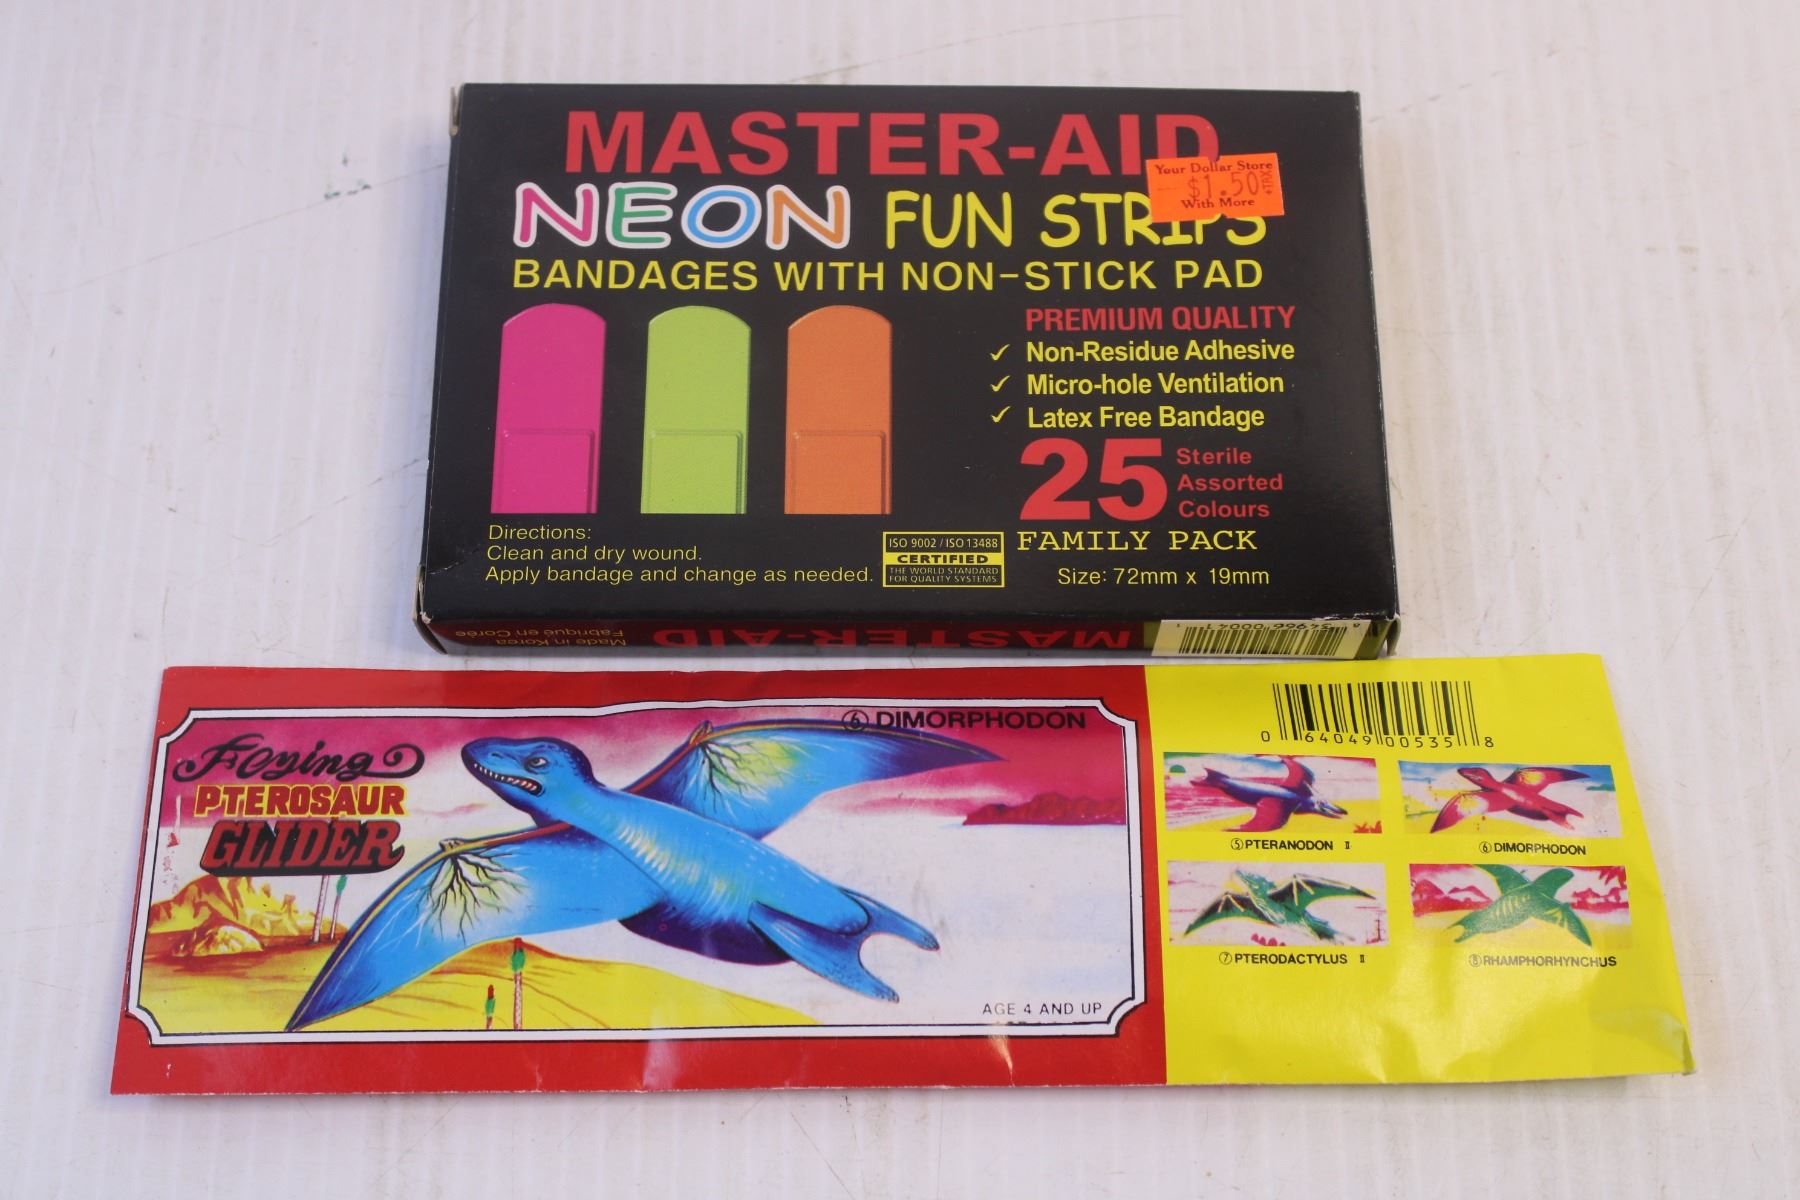 MASTER-AID
NEON FUN STRIPS
Your Dollar Store
$1.50
With More
BANDAGES WITH NON-STICK PAD
PREMIUM QUALITY
✓ Non-Residue Adhesive
✓ Micro-hole Ventilation
✓ Latex Free Bandage
25 Sterile
Assorted
Colours
FAMILY PACK
Size: 72mm x 19mm
Directions:
Clean and dry wound.
Apply bandage and change as needed.
ISO 9002 / ISO 13488
CERTIFIED
THE WORLD STANDARD
FOR QUALITY SYSTEMS
MASTER-AID
Made in Korea
Fabriqué en Corée
Flying
PTEROSAUR
GLIDER
⑥ DIMORPHODON
AGE 4 AND UP
0 64049 00535 8
⑤ PTERANODON II
⑥ DIMORPHODON
⑦ PTERODACTYLUS II
⑧ RHAMPHORHYNCHUS